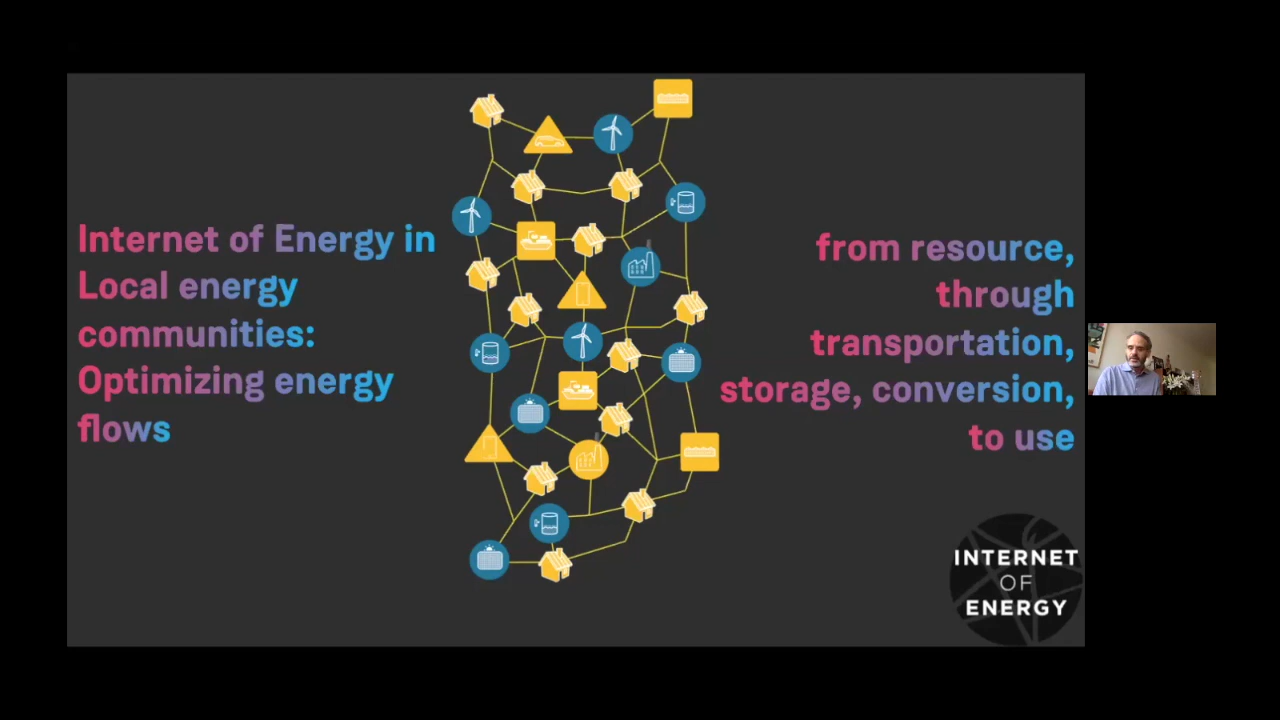 Internet of Energy in
Local energy
communities:
Optimizing energy
flows
from resource,
through
transportation,
storage, conversion,
to use
INTERNET
OF
ENERGY